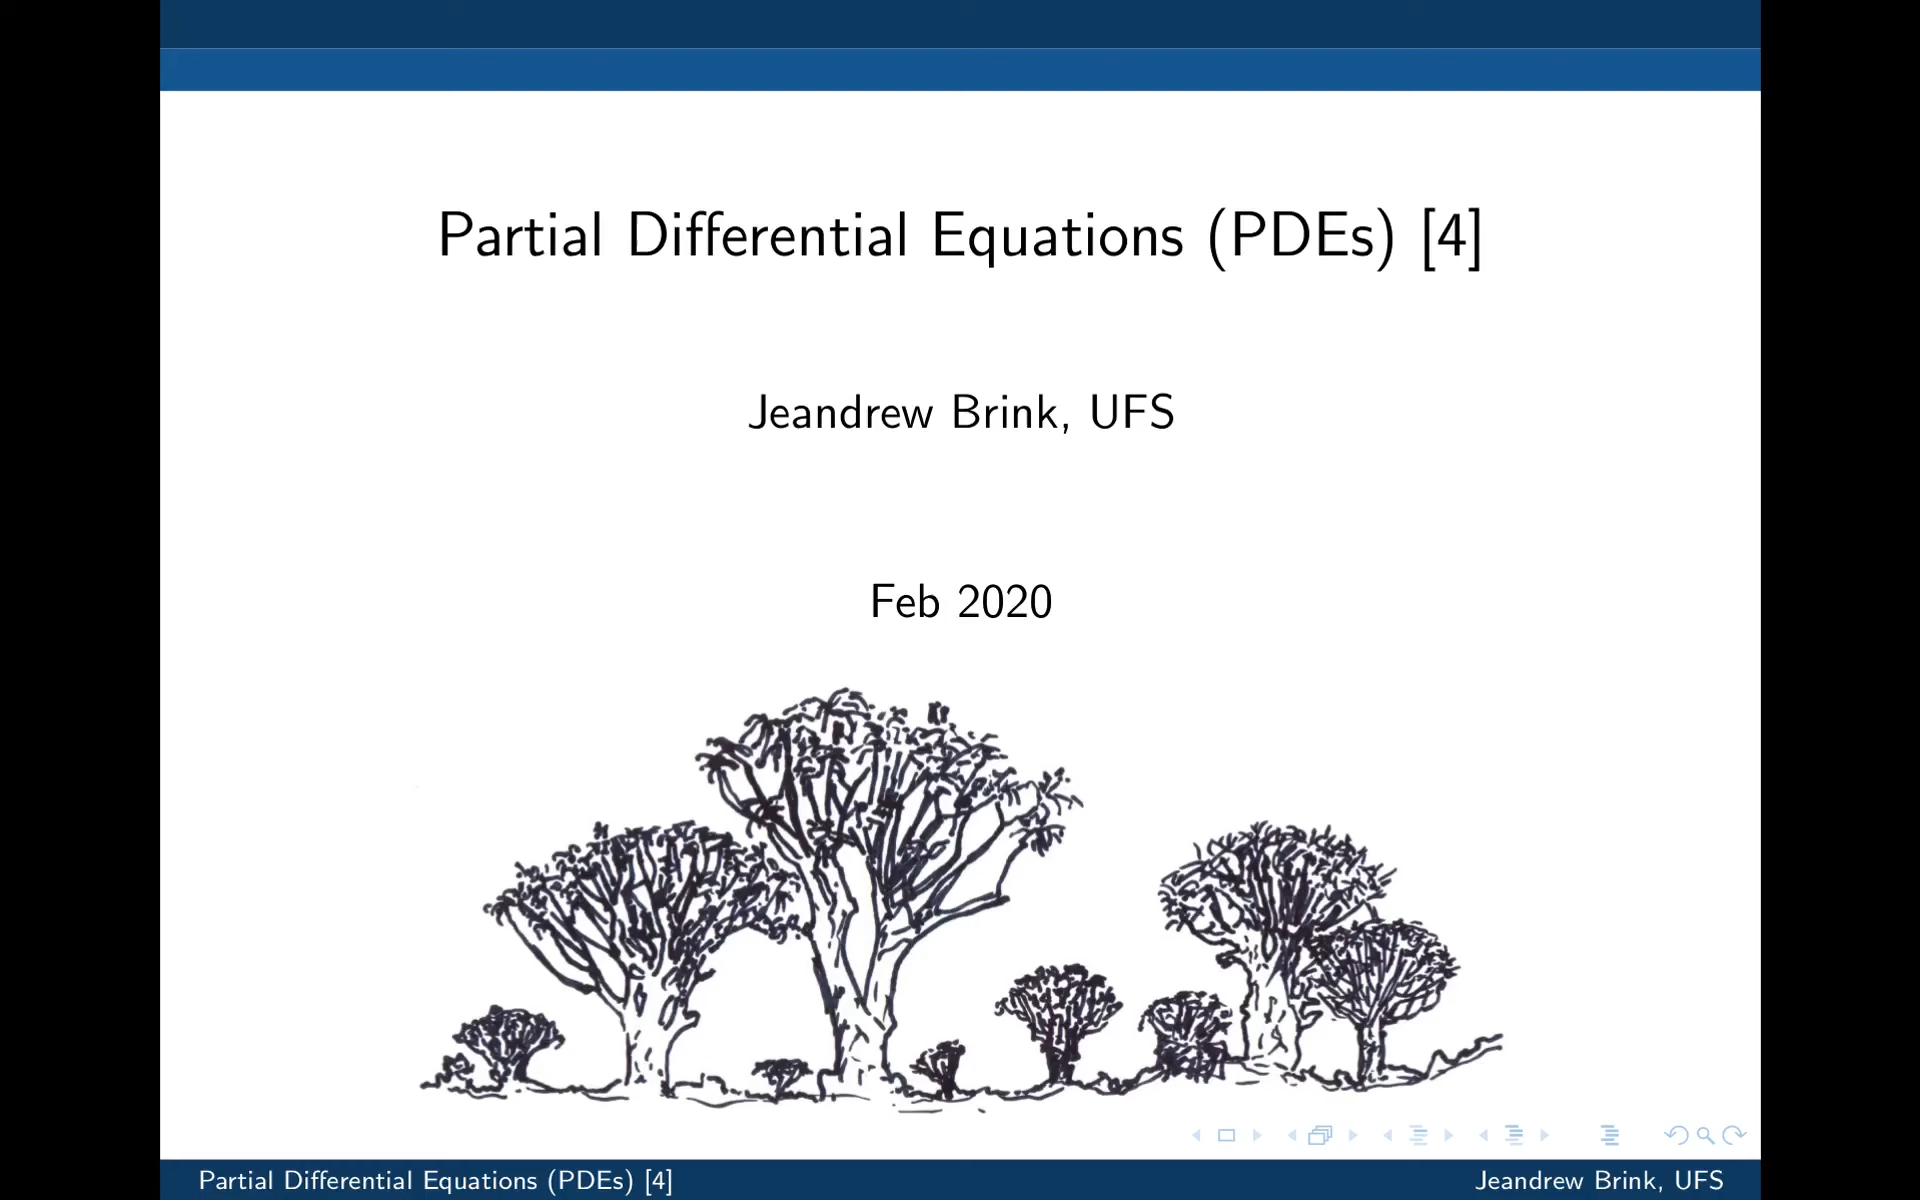 Partial Differential Equations (PDEs) [4]
Jeandrew Brink, UFS
Feb 2020
Partial Differential Equations (PDEs) [4]
Jeandrew Brink, UFS